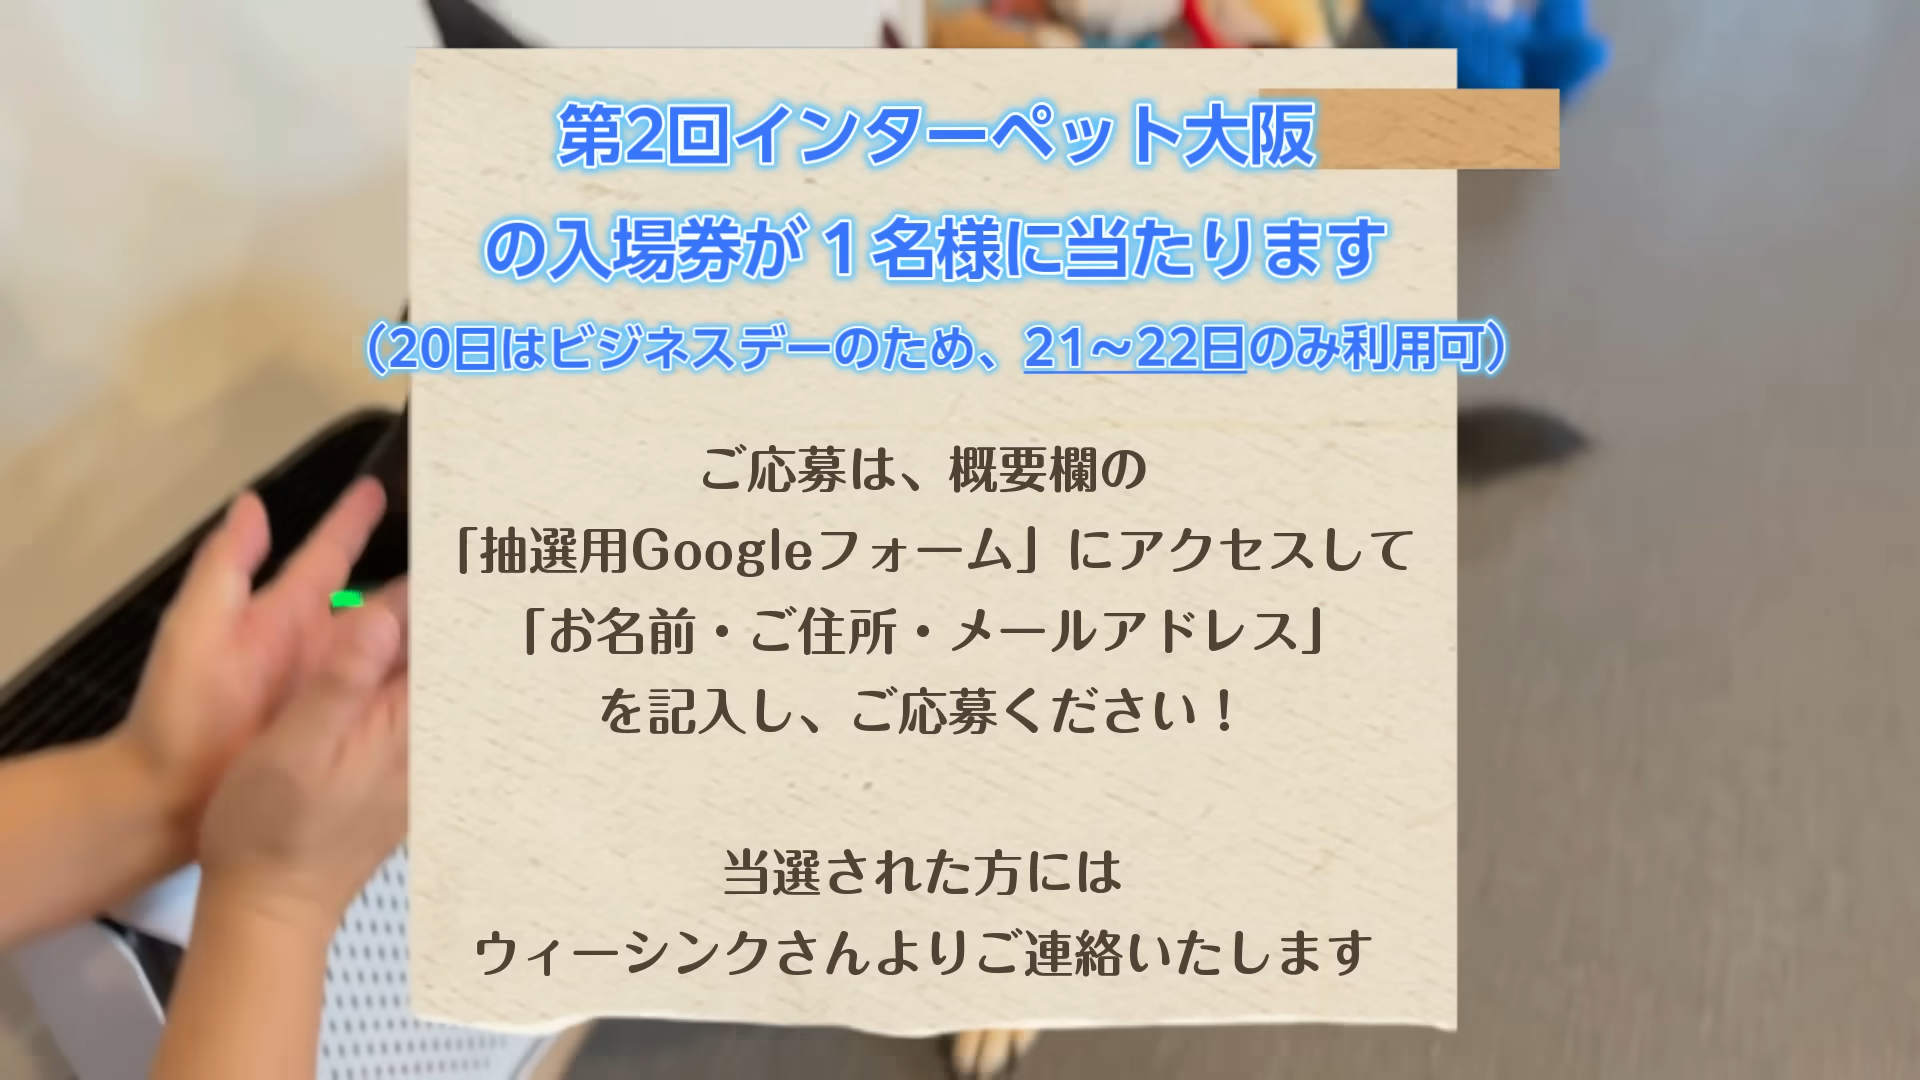 第2回インターペット大阪
の入場券が１名様に当たります
（20日はビジネスデーのため、21～22日のみ利用可）
ご応募は、概要欄の
「抽選用Googleフォーム」にアクセスして
「お名前・ご住所・メールアドレス」
を記入し、ご応募ください！
当選された方には
ウィーシンクさんよりご連絡いたします